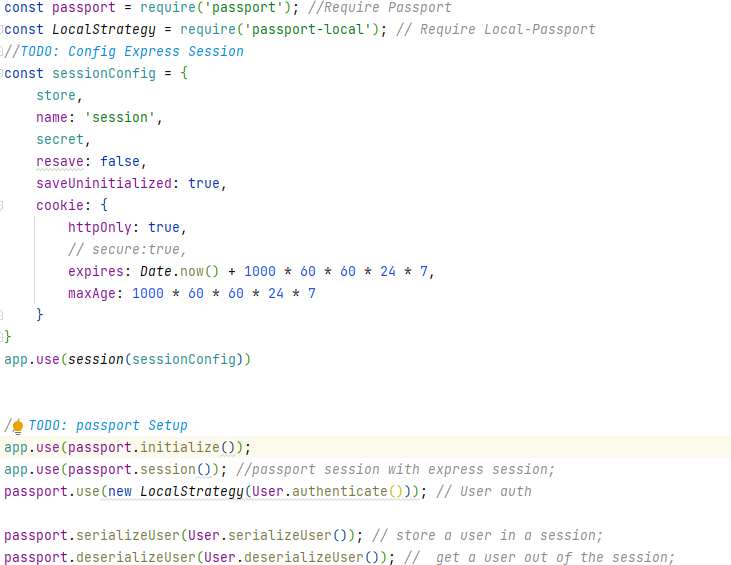 const passport = require('passport'); //Require Passport
const LocalStrategy = require('passport-local'); // Require Local-Passport
//TODO: Config Express Session
const sessionConfig = {
    store,
    name: 'session',
    secret,
    resave: false,
    saveUninitialized: true,
    cookie: {
        httpOnly: true,
        // secure:true,
        expires: Date.now() + 1000 * 60 * 60 * 24 * 7,
        maxAge: 1000 * 60 * 60 * 24 * 7
    }
}
app.use(session(sessionConfig))
// TODO: passport Setup
app.use(passport.initialize());
app.use(passport.session()); //passport session with express session;
passport.use(new LocalStrategy(User.authenticate())); // User auth
passport.serializeUser(User.serializeUser()); // store a user in a session;
passport.deserializeUser(User.deserializeUser()); //  get a user out of the session;